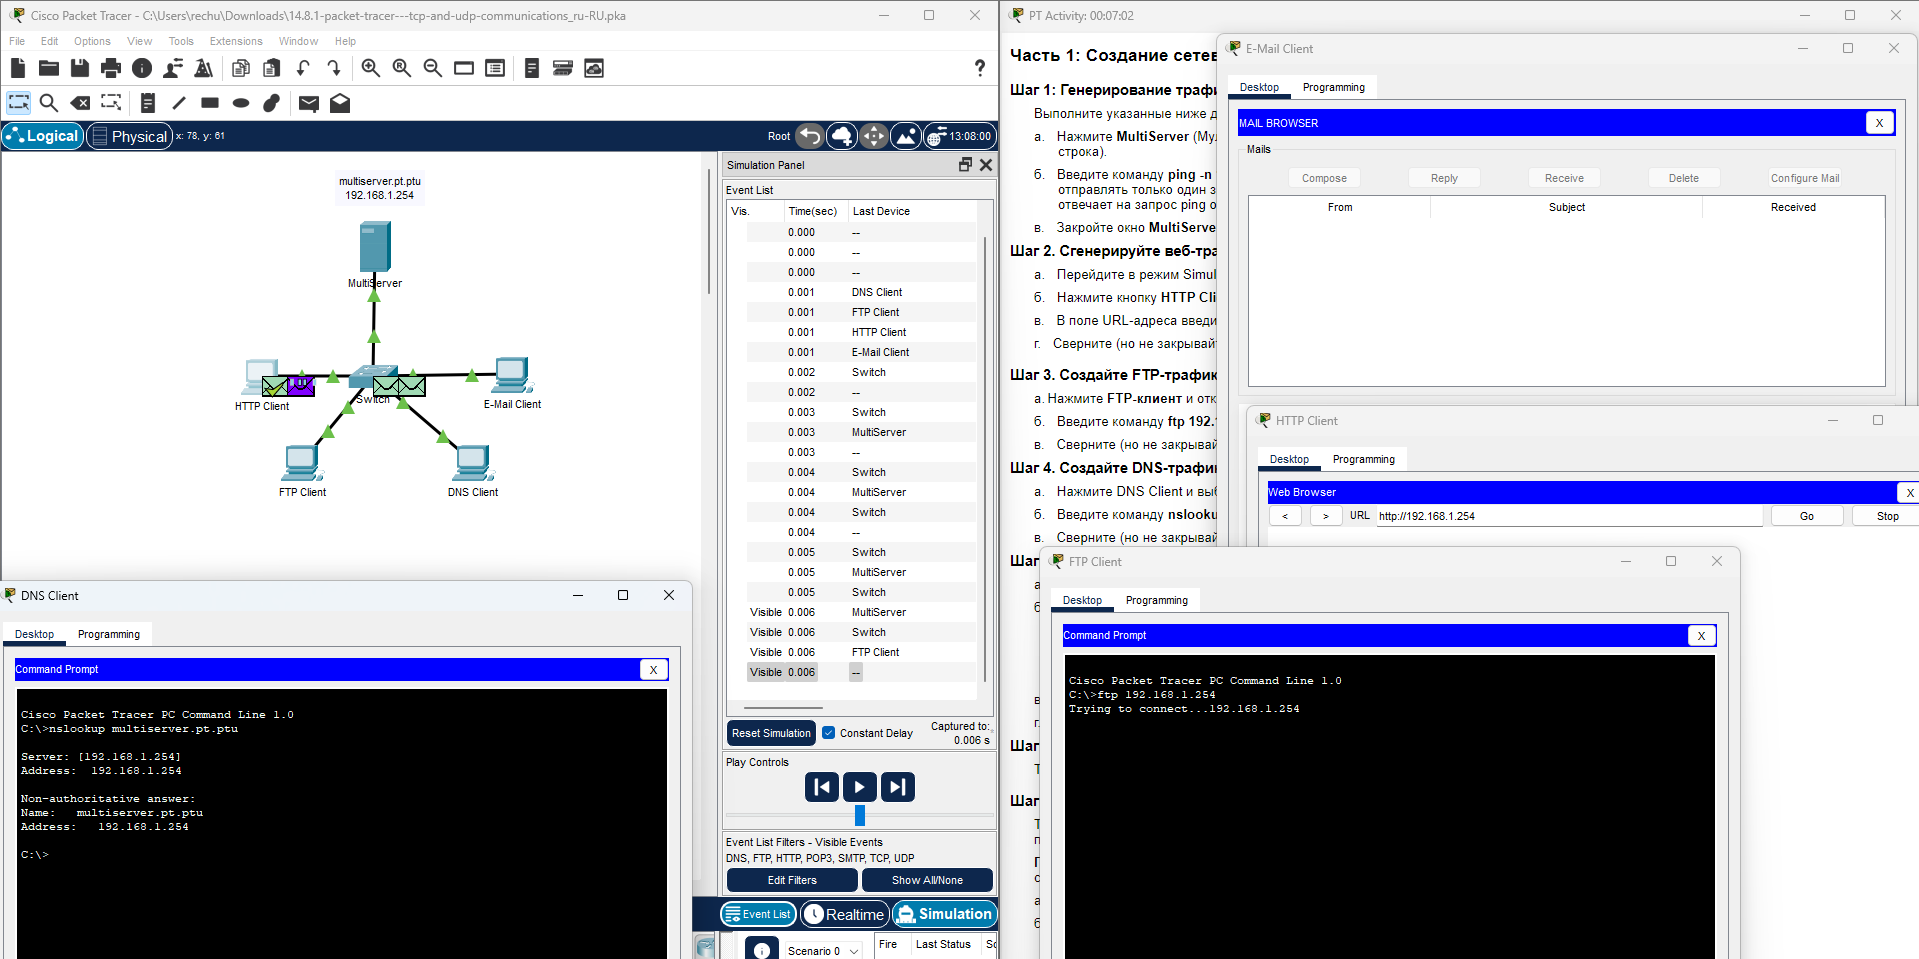 Cisco Packet Tracer - C:\Users\rechu\Downloads\14.8.1-packet-tracer---tcp-and-udp-communications_ru-RU.pka
File Edit Options View Tools Extensions Window Help
Logical Physical x: 78, y: 61 Root 13:08:00
multiserver.pt.ptu
192.168.1.254
MultiServer
HTTP Client
Switch
E-Mail Client
FTP Client
DNS Client
Simulation Panel
Event List
Vis. Time(sec) Last Device
0.000 --
0.000 --
0.000 --
0.001 DNS Client
0.001 FTP Client
0.001 HTTP Client
0.001 E-Mail Client
0.002 Switch
0.002 --
0.003 Switch
0.003 MultiServer
0.003 --
0.004 Switch
0.004 MultiServer
0.004 Switch
0.004 --
0.005 Switch
0.005 MultiServer
0.005 Switch
Visible 0.006 MultiServer
Visible 0.006 Switch
Visible 0.006 FTP Client
Visible 0.006 --
Reset Simulation Constant Delay Captured to:
0.006 s
Play Controls
Event List Filters - Visible Events
DNS, FTP, HTTP, POP3, SMTP, TCP, UDP
Edit Filters Show All/None
Event List Realtime Simulation
Scenario 0 Fire Last Status
DNS Client
Desktop Programming
Command Prompt X
Cisco Packet Tracer PC Command Line 1.0
C:\>nslookup multiserver.pt.ptu
Server: [192.168.1.254]
Address: 192.168.1.254
Non-authoritative answer:
Name: multiserver.pt.ptu
Address: 192.168.1.254
C:\>
PT Activity: 00:07:02
Часть 1: Создание сетев
Шаг 1: Генерирование трафи
Выполните указанные ниже д
а. Нажмите MultiServer (Му
строка).
б. Введите команду ping -n
отправлять только один з
отвечает на запрос ping о
в. Закройте окно MultiServe
Шаг 2. Сгенерируйте веб-тра
а. Перейдите в режим Simul
б. Нажмите кнопку HTTP Cli
в. В поле URL-адреса введи
г. Сверните (но не закрывай
Шаг 3. Создайте FTP-трафик
а. Нажмите FTP-клиент и отк
б. Введите команду ftp 192.
в. Сверните (но не закрывай
Шаг 4. Создайте DNS-трафик
а. Нажмите DNS Client и выб
б. Введите команду nslooku
в. Сверните (но не закрывай
Шаг
Шаг
Шаг
E-Mail Client
Desktop Programming
MAIL BROWSER X
Mails
Compose Reply Receive Delete Configure Mail
From Subject Received
HTTP Client
Desktop Programming
Web Browser X
< > URL http://192.168.1.254 Go Stop
FTP Client
Desktop Programming
Command Prompt X
Cisco Packet Tracer PC Command Line 1.0
C:\>ftp 192.168.1.254
Trying to connect...192.168.1.254